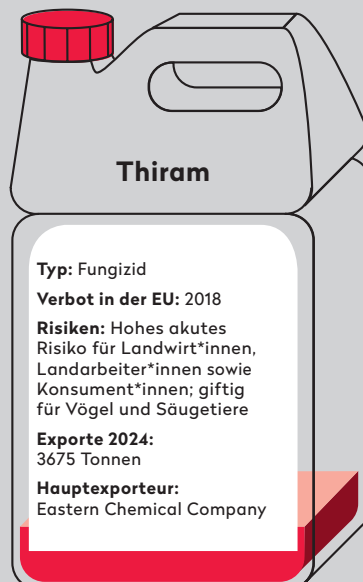 Thiram
Typ: Fungizid
Verbot in der EU: 2018
Risiken: Hohes akutes
Risiko für Landwirt*innen,
Landarbeiter*innen sowie
Konsument*innen; giftig
für Vögel und Säugetiere
Exporte 2024:
3675 Tonnen
Hauptexporteur:
Eastern Chemical Company